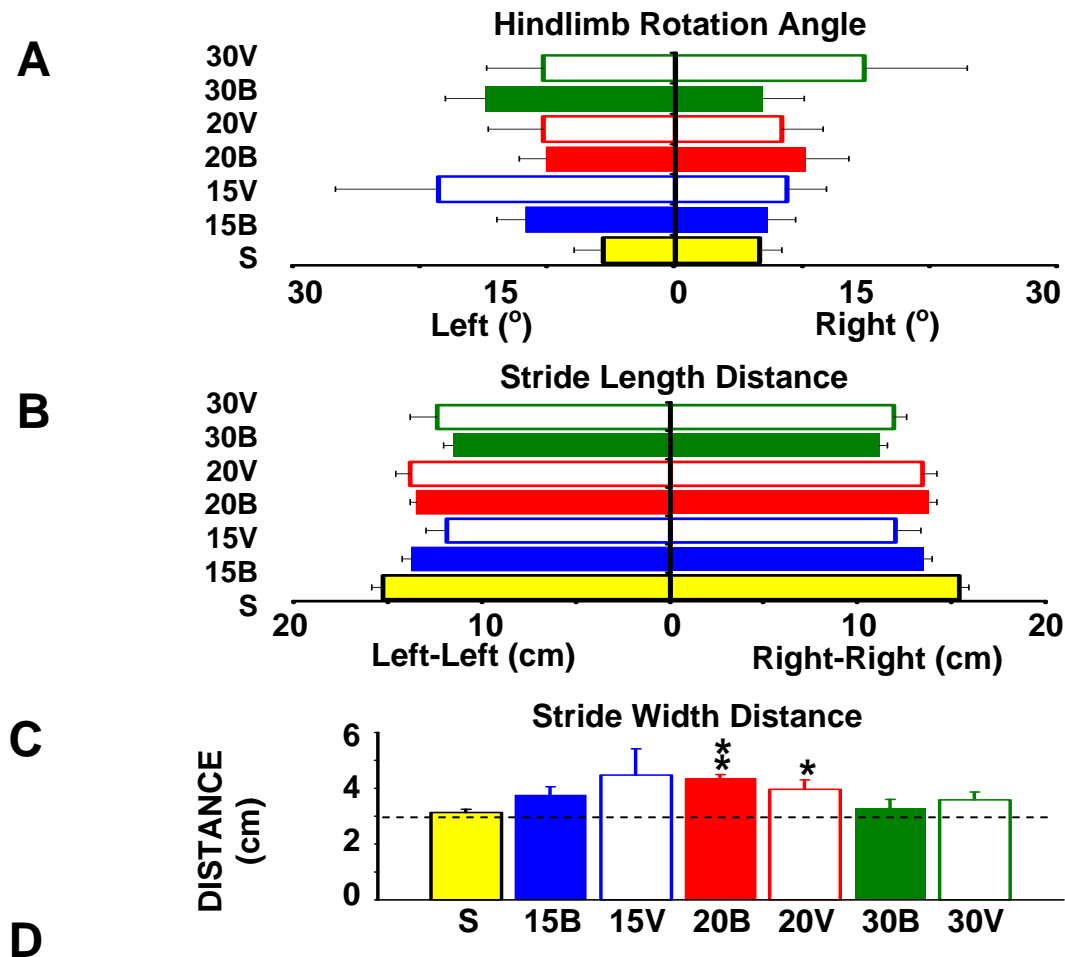 A
Hindlimb Rotation Angle
30V
30B
20V
20B
15V
15B
S
30 15 0 15 30
Left (o) Right (o)
B
Stride Length Distance
30V
30B
20V
20B
15V
15B
S
20 10 0 10 20
Left-Left (cm) Right-Right (cm)
C
Stride Width Distance
DISTANCE
(cm)
6
4
2
0
*
* *
S 15B 15V 20B 20V 30B 30V
D